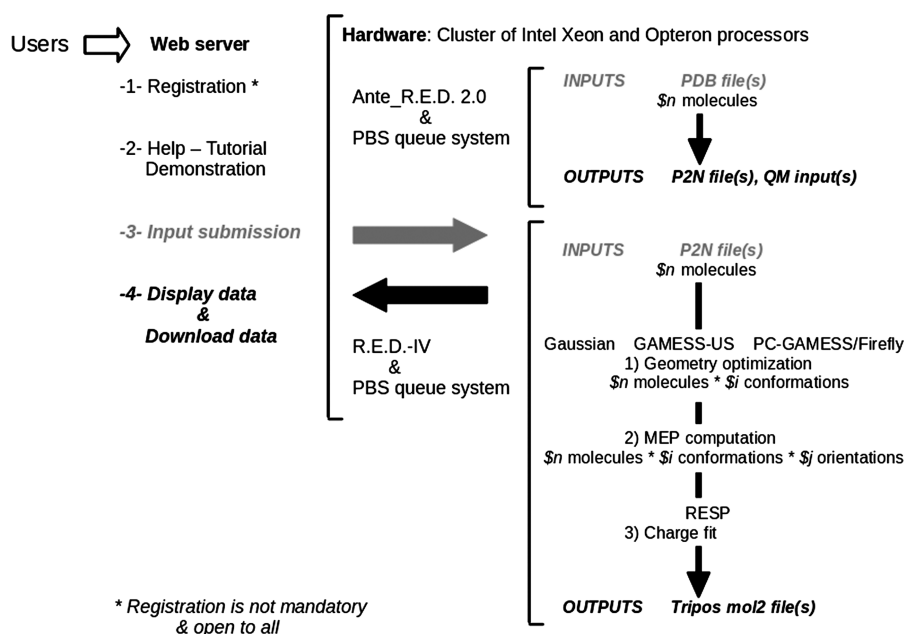 Users
Web server
-1- Registration *
-2- Help – Tutorial
Demonstration
-3- Input submission
-4- Display data
&
Download data
* Registration is not mandatory
& open to all
Hardware: Cluster of Intel Xeon and Opteron processors
Ante_R.E.D. 2.0
&
PBS queue system
R.E.D.-IV
&
PBS queue system
INPUTS PDB file(s)
$n molecules
OUTPUTS P2N file(s), QM input(s)
INPUTS P2N file(s)
$n molecules
Gaussian GAMESS-US PC-GAMESS/Firefly
1) Geometry optimization
$n molecules * $i conformations
2) MEP computation
$n molecules * $i conformations * $j orientations
RESP
3) Charge fit
OUTPUTS Tripos mol2 file(s)